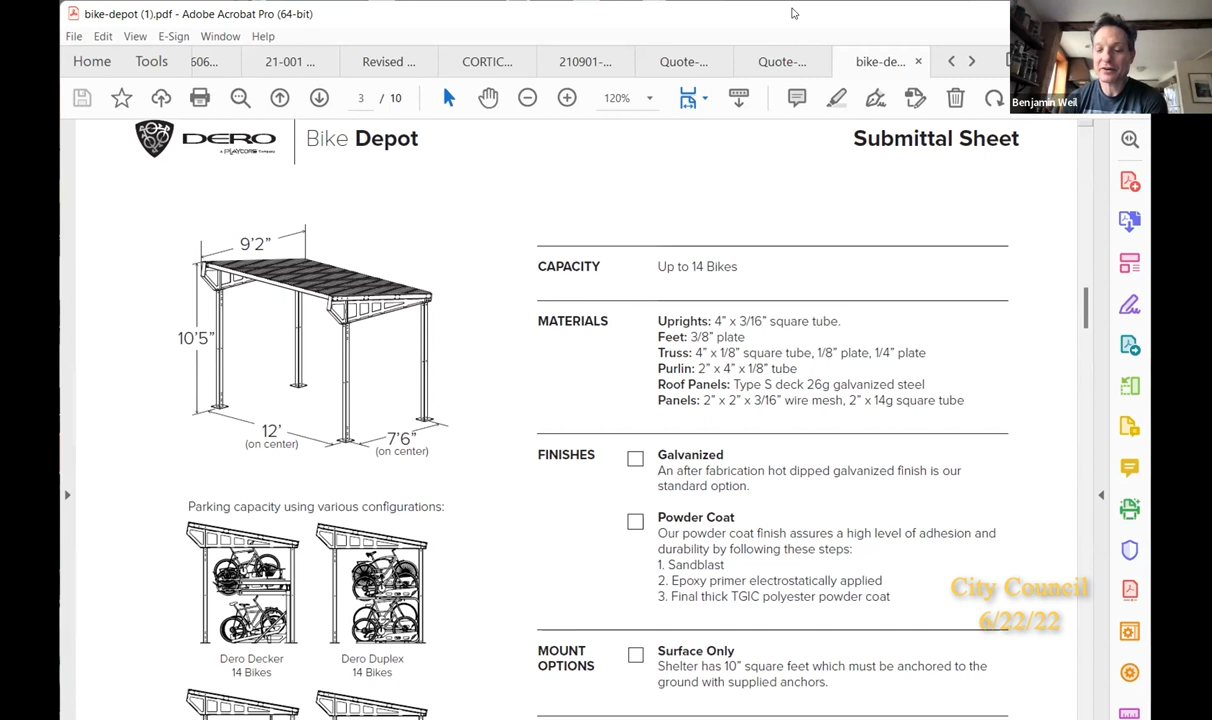 bike-depot (1).pdf - Adobe Acrobat Pro (64-bit)
File Edit View E-Sign Window Help
Home Tools 606... 21-001 ... Revised ... CORTIC... 210901-... Quote-... Quote-... bike-de... ×
3 / 10 120%
Benjamin Weil
DERO
A PLAYCORE Company
Bike Depot
Submittal Sheet
9'2"
10'5"
12'
(on center)
7'6"
(on center)
CAPACITY
Up to 14 Bikes
MATERIALS
Uprights: 4" x 3/16" square tube.
Feet: 3/8" plate
Truss: 4" x 1/8" square tube, 1/8" plate, 1/4" plate
Purlin: 2" x 4" x 1/8" tube
Roof Panels: Type S deck 26g galvanized steel
Panels: 2" x 2" x 3/16" wire mesh, 2" x 14g square tube
FINISHES
Galvanized
An after fabrication hot dipped galvanized finish is our
standard option.
Powder Coat
Our powder coat finish assures a high level of adhesion and
durability by following these steps:
1. Sandblast
2. Epoxy primer electrostatically applied
3. Final thick TGIC polyester powder coat
Parking capacity using various configurations:
Dero Decker
14 Bikes
Dero Duplex
14 Bikes
MOUNT
OPTIONS
Surface Only
Shelter has 10" square feet which must be anchored to the
ground with supplied anchors.
City Council
6/22/22